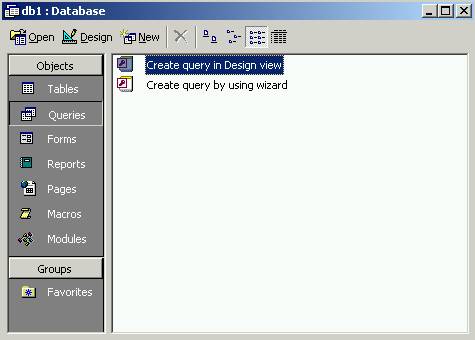 db1 : Database
Open Design New
Objects
Tables
Queries
Forms
Reports
Pages
Macros
Modules
Groups
Favorites
Create query in Design view
Create query by using wizard